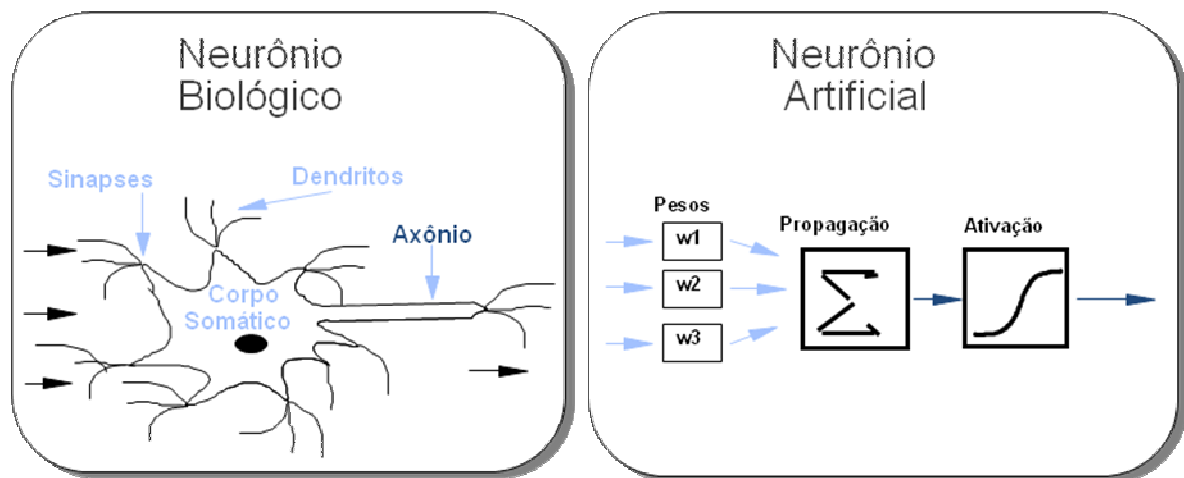 Neurônio
Biológico
Sinapses
Dendritos
Axônio
Corpo
Somático
Neurônio
Artificial
Pesos
Propagação
Ativação
w1
w2
w3